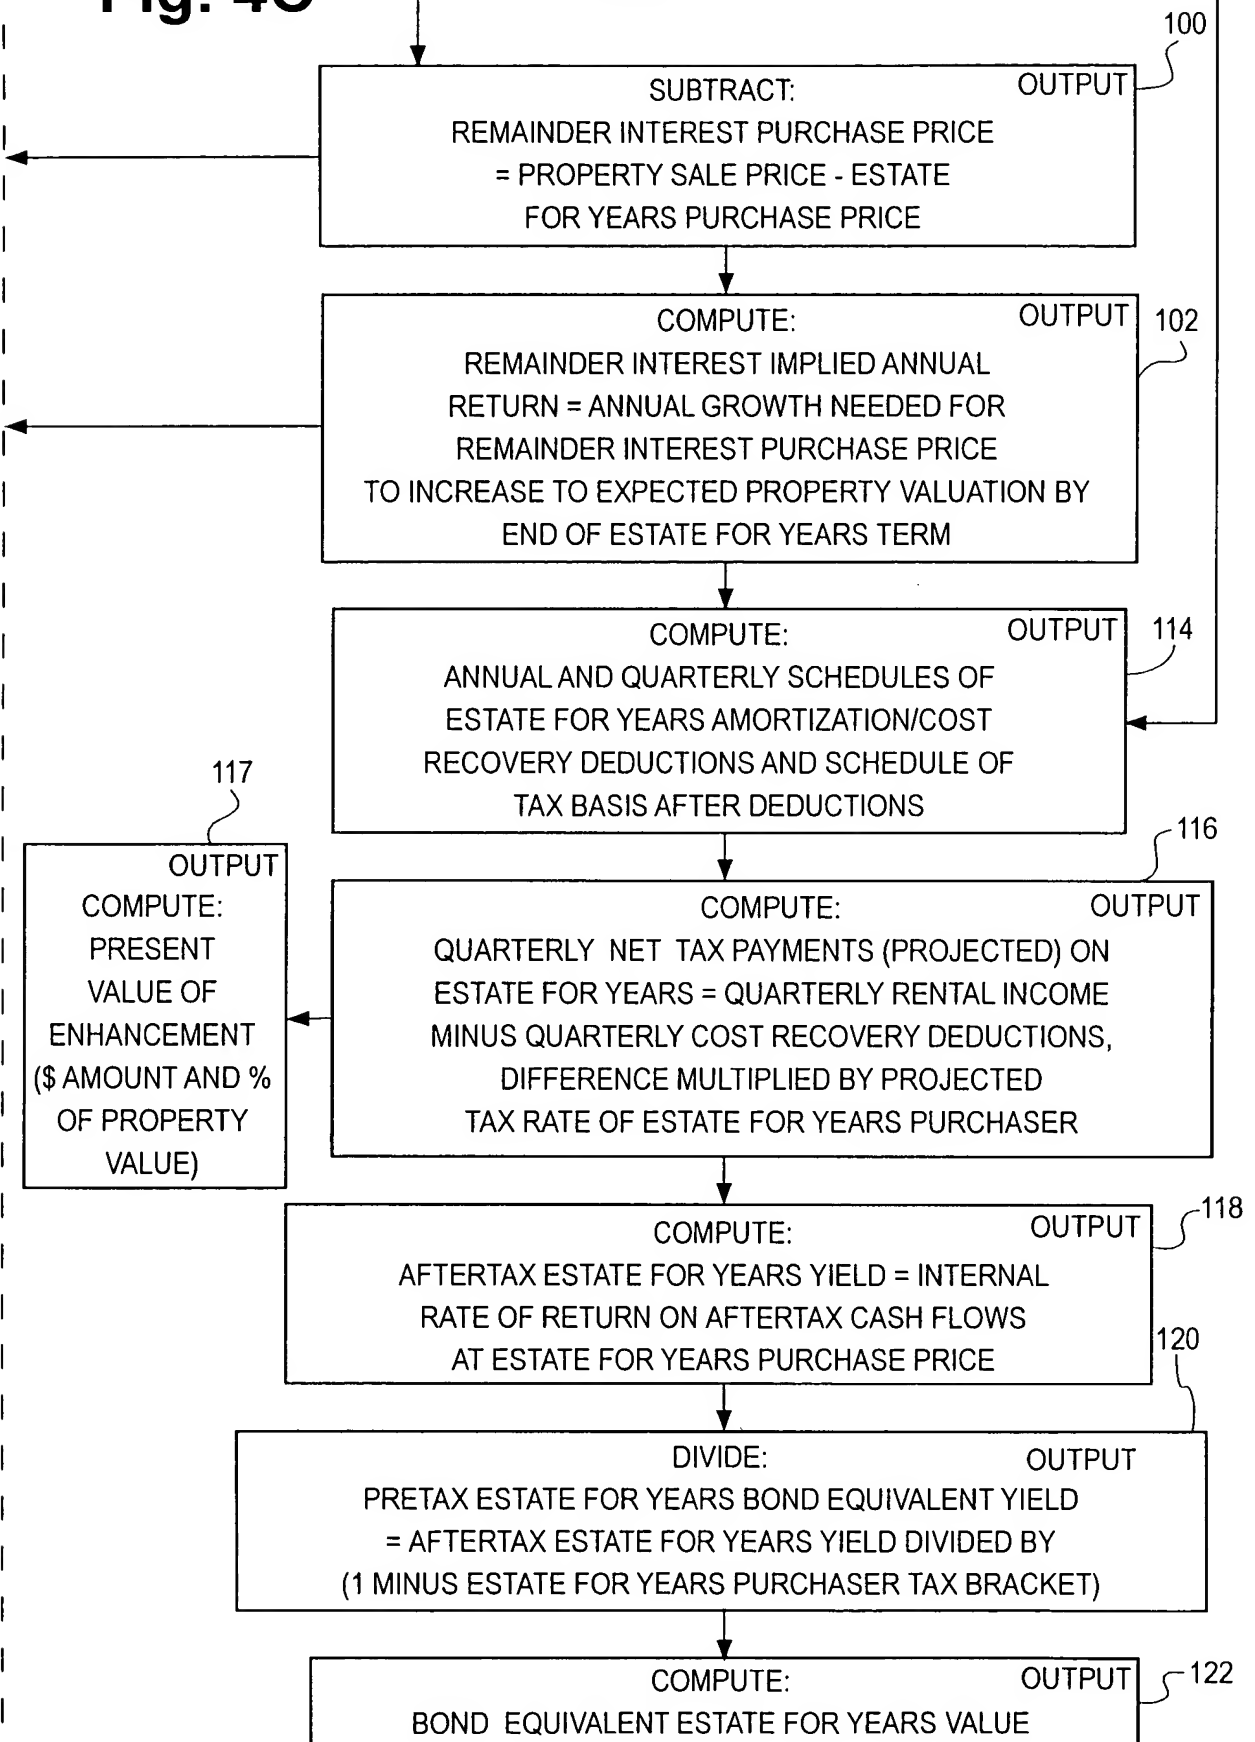 Fig. 4C
100
OUTPUT
SUBTRACT:
REMAINDER INTEREST PURCHASE PRICE
= PROPERTY SALE PRICE - ESTATE
FOR YEARS PURCHASE PRICE
OUTPUT
102
COMPUTE:
REMAINDER INTEREST IMPLIED ANNUAL
RETURN = ANNUAL GROWTH NEEDED FOR
REMAINDER INTEREST PURCHASE PRICE
TO INCREASE TO EXPECTED PROPERTY VALUATION BY
END OF ESTATE FOR YEARS TERM
OUTPUT
114
COMPUTE:
ANNUAL AND QUARTERLY SCHEDULES OF
ESTATE FOR YEARS AMORTIZATION/COST
RECOVERY DEDUCTIONS AND SCHEDULE OF
TAX BASIS AFTER DEDUCTIONS
117
OUTPUT
COMPUTE:
PRESENT
VALUE OF
ENHANCEMENT
($ AMOUNT AND %
OF PROPERTY
VALUE)
116
OUTPUT
COMPUTE:
QUARTERLY NET TAX PAYMENTS (PROJECTED) ON
ESTATE FOR YEARS = QUARTERLY RENTAL INCOME
MINUS QUARTERLY COST RECOVERY DEDUCTIONS,
DIFFERENCE MULTIPLIED BY PROJECTED
TAX RATE OF ESTATE FOR YEARS PURCHASER
118
OUTPUT
COMPUTE:
AFTERTAX ESTATE FOR YEARS YIELD = INTERNAL
RATE OF RETURN ON AFTERTAX CASH FLOWS
AT ESTATE FOR YEARS PURCHASE PRICE
120
OUTPUT
DIVIDE:
PRETAX ESTATE FOR YEARS BOND EQUIVALENT YIELD
= AFTERTAX ESTATE FOR YEARS YIELD DIVIDED BY
(1 MINUS ESTATE FOR YEARS PURCHASER TAX BRACKET)
OUTPUT
122
COMPUTE:
BOND EQUIVALENT ESTATE FOR YEARS VALUE